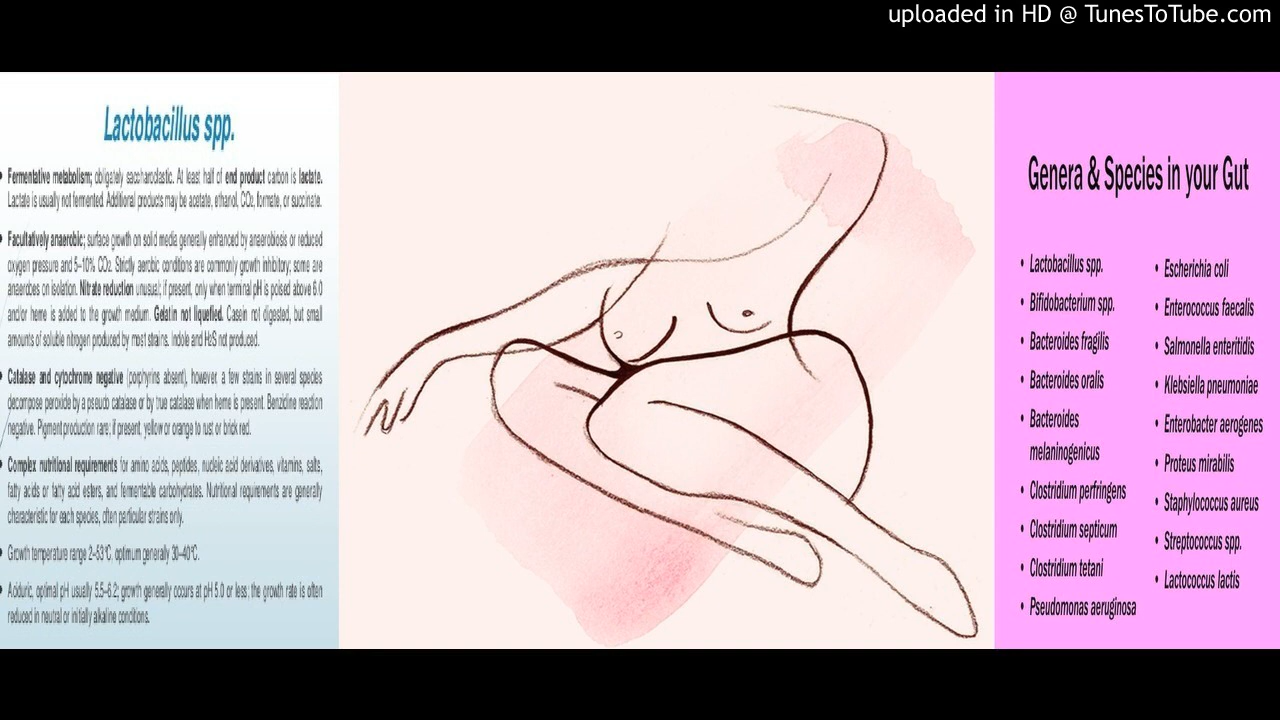 uploaded in HD @ TunesToTube.com
Lactobacillus spp.
• Fermentative metabolism; obligately saccharoclastic. At least half of end product carbon is lactate.
Lactate is usually not fermented. Additional products may be acetate, ethanol, CO₂, formate, or succinate.
• Facultatively anaerobic; surface growth on solid media generally enhanced by anaerobiosis or reduced
oxygen pressure and 5–10% CO₂. Strictly aerobic conditions are commonly growth inhibitory; some are
anaerobes on isolation. Nitrate reduction unusual; if present, only when terminal pH is poised above 6.0
and/or heme is added to the growth medium. Gelatin not liquefied. Casein not digested, but small
amounts of soluble nitrogen produced by most strains. Indole and H₂S not produced.
• Catalase and cytochrome negative (porphyrins absent), however, a few strains in several species
decompose peroxide by a pseudo catalase or by true catalase when heme is present. Benzidine reaction
negative. Pigment production rare; if present, yellow or orange to rust or brick red.
• Complex nutritional requirements for amino acids, peptides, nucleic acid derivatives, vitamins, salts,
fatty acids or fatty acid esters, and fermentable carbohydrates. Nutritional requirements are generally
characteristic for each species, often particular strains only.
• Growth temperature range 2–53°C, optimum generally 30–40°C.
• Aciduric, optimal pH usually 5.5–6.2; growth generally occurs at pH 5.0 or less; the growth rate is often
reduced in neutral or initially alkaline conditions.
Genera & Species in your Gut
• Lactobacillus spp.
• Bifidobacterium spp.
• Bacteroides fragilis
• Bacteroides oralis
• Bacteroides
melaninogenicus
• Clostridium perfringens
• Clostridium septicum
• Clostridium tetani
• Pseudomonas aeruginosa
• Escherichia coli
• Enterococcus faecalis
• Salmonella enteritidis
• Klebsiella pneumoniae
• Enterobacter aerogenes
• Proteus mirabilis
• Staphylococcus aureus
• Streptococcus spp.
• Lactococcus lactis